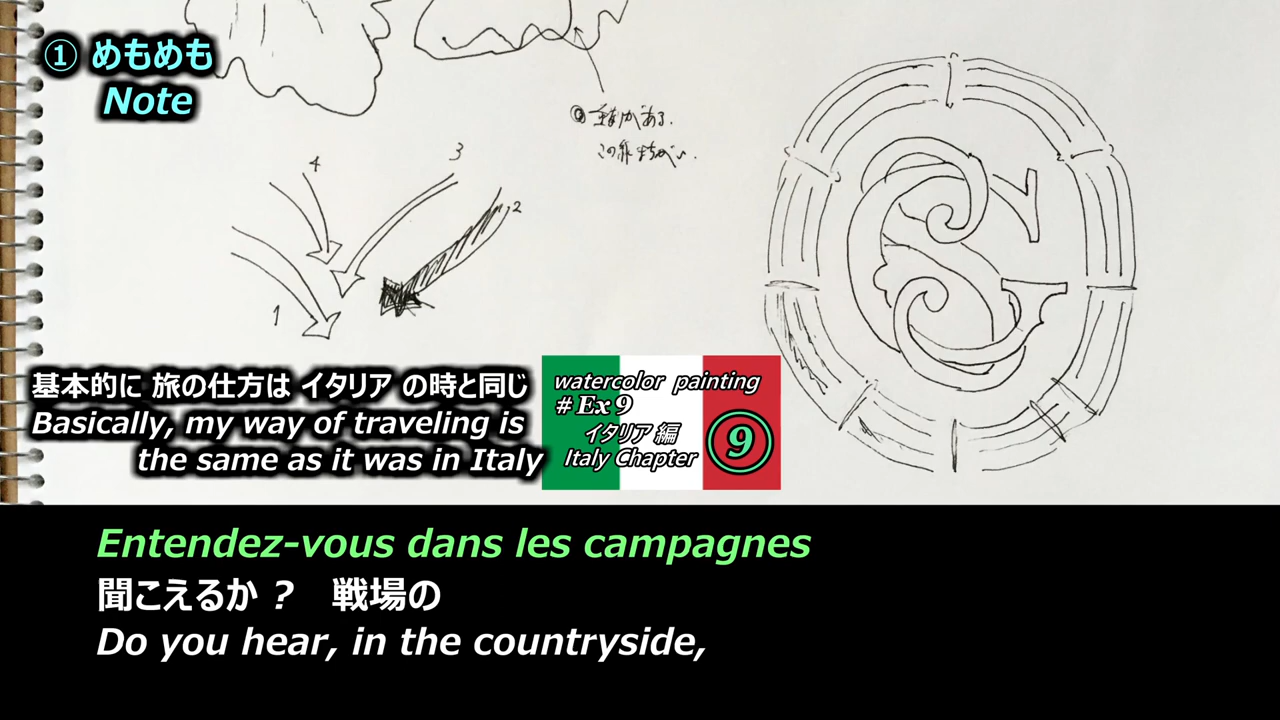 ① めもめも
Note
4
3
2
1
基本的に 旅の仕方は イタリア の時と同じ
Basically, my way of traveling is
the same as it was in Italy
watercolor painting
#Ex 9
イタリア 編
Italy Chapter
9
Entendez-vous dans les campagnes
聞こえるか ? 戦場の
Do you hear, in the countryside,